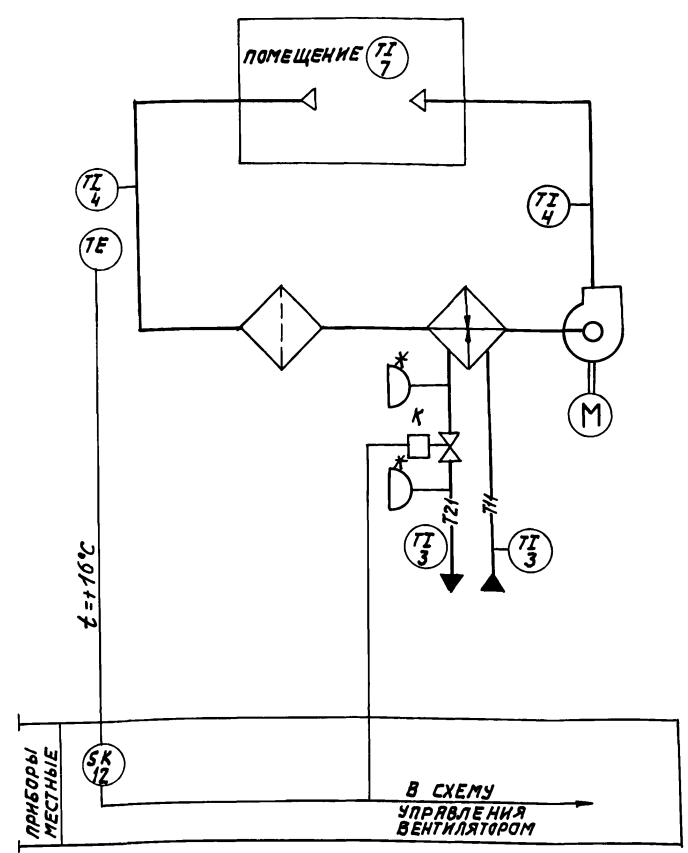 ПОМЕЩЕНИЕ
TI
7
TI
4
TI
4
TE
M
*
К
*
T21
T11
TI
3
TI
3
t=+16°C
ПРИБОРЫ
МЕСТНЫЕ
SK
12
В СХЕМУ
УПРАВЛЕНИЯ
ВЕНТИЛЯТОРОМ